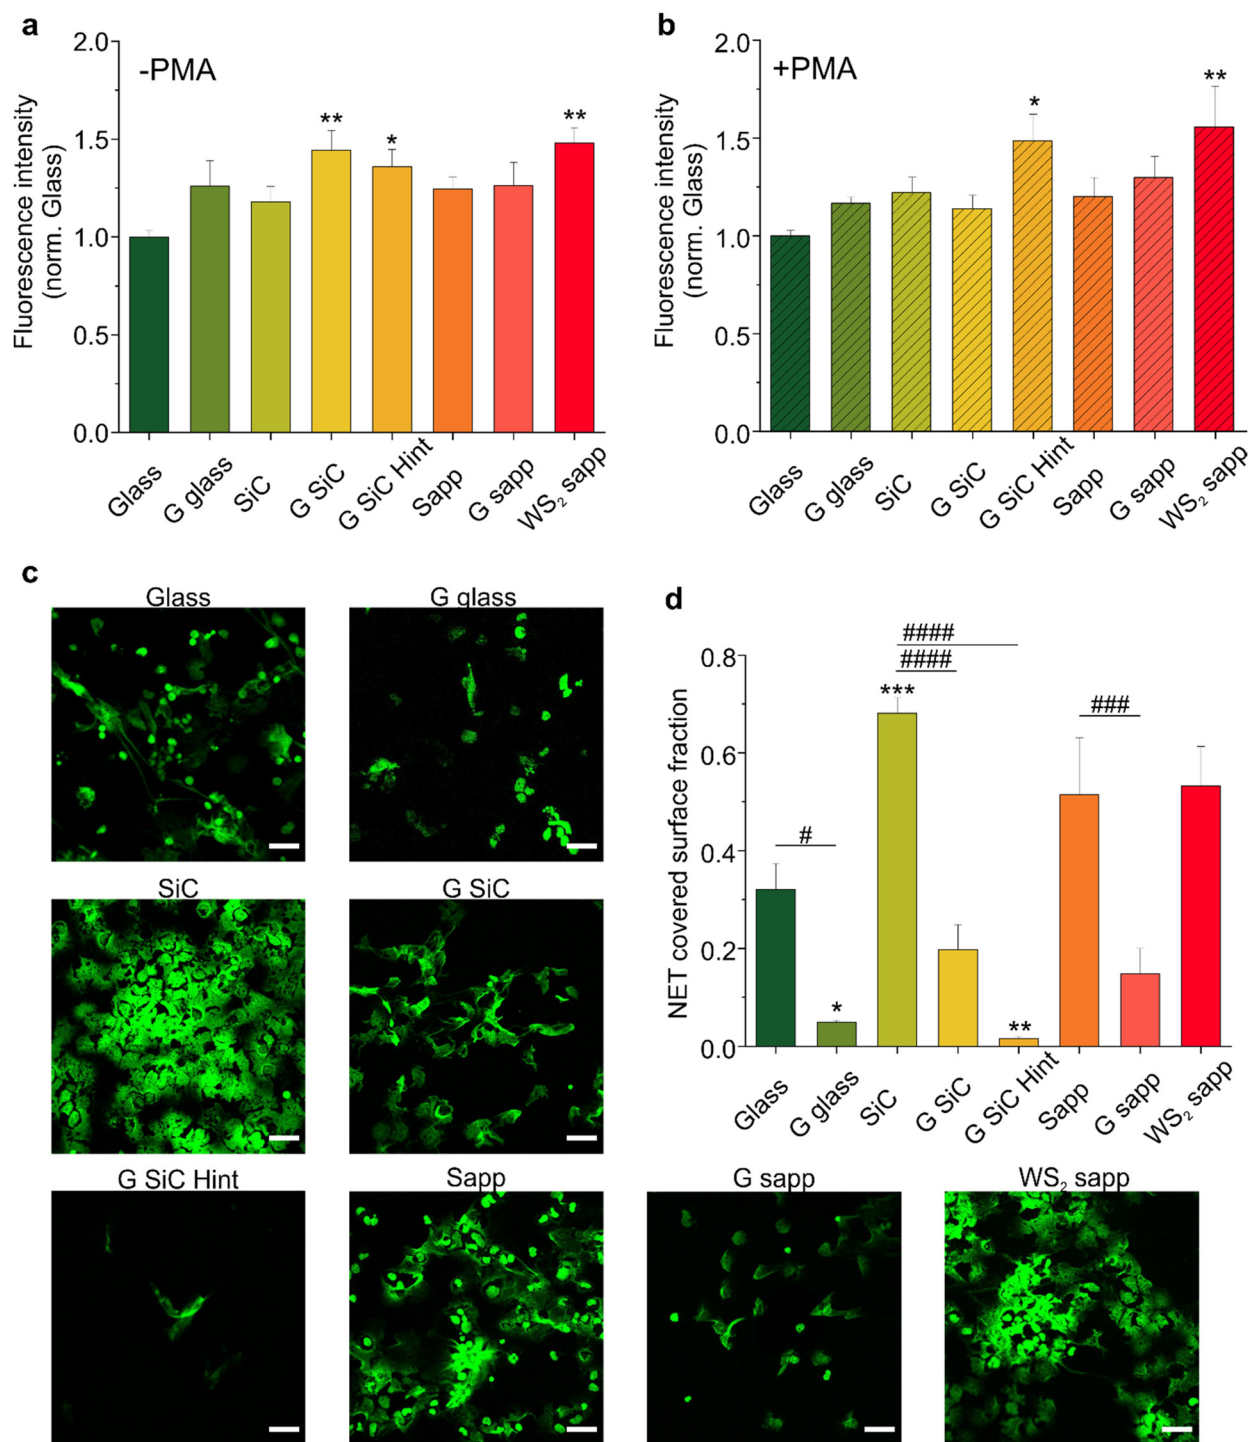 a
-PMA
Fluorescence intensity
(norm. Glass)
2.0
**
**
*
1.5
1.0
0.5
0.0
Glass
G glass
SiC
G SiC
G SiC Hint
Sapp
G sapp
WS₂ sapp
b
+PMA
Fluorescence intensity
(norm. Glass)
2.0
*
**
1.5
1.0
0.5
0.0
Glass
G glass
SiC
G SiC
G SiC Hint
Sapp
G sapp
WS₂ sapp
c
Glass
G glass
SiC
G SiC
G SiC Hint
Sapp
G sapp
WS₂ sapp
d
NET covered surface fraction
####
####
***
###
#
*
**
0.8
0.6
0.4
0.2
0.0
Glass
G glass
SiC
G SiC
G SiC Hint
Sapp
G sapp
WS₂ sapp